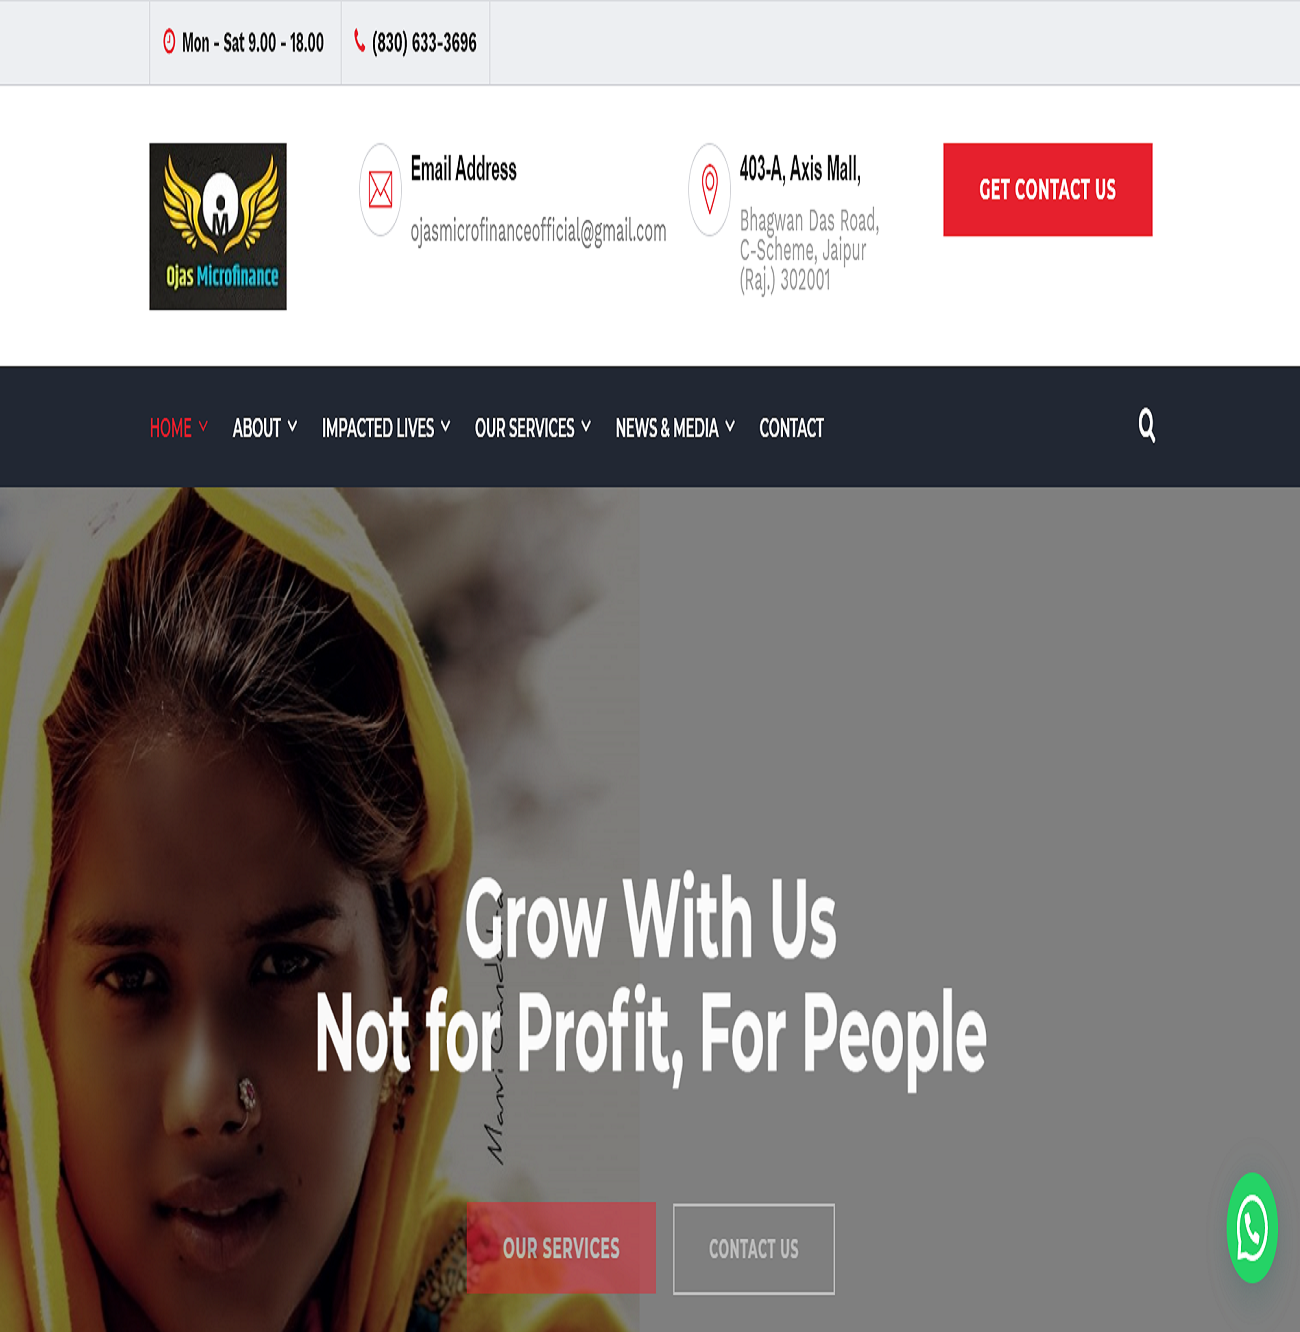 Mon - Sat 9.00 - 18.00
(830) 633-3696
OM
Ojas Microfinance
Email Address
ojasmicrofinanceofficial@gmail.com
403-A, Axis Mall,
Bhagwan Das Road,
C-Scheme, Jaipur
(Raj.) 302001
GET CONTACT US
HOME
ABOUT
IMPACTED LIVES
OUR SERVICES
NEWS & MEDIA
CONTACT
Grow With Us
Not for Profit, For People
OUR SERVICES
CONTACT US